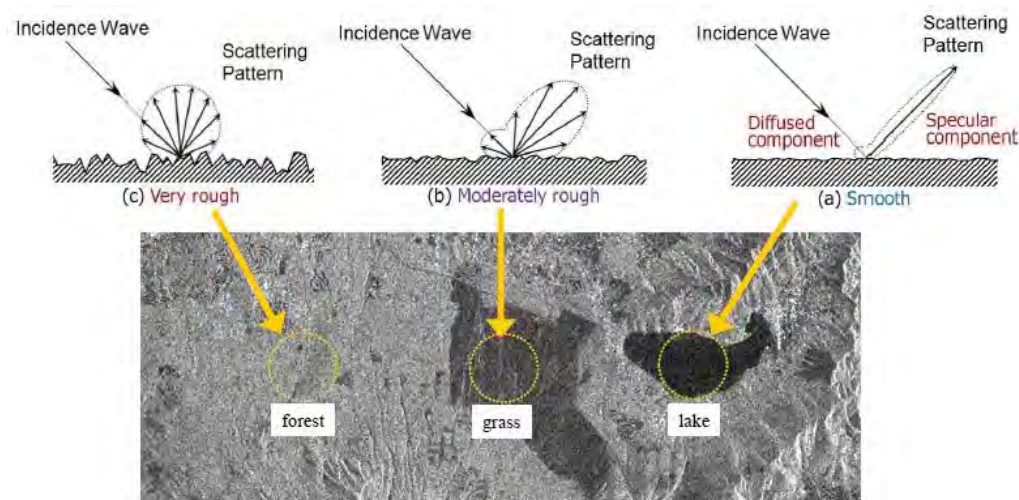 Incidence Wave
Scattering
Pattern
(c) Very rough
Incidence Wave
Scattering
Pattern
(b) Moderately rough
Incidence Wave
Scattering
Pattern
Diffused
component
Specular
component
(a) Smooth
forest
grass
lake